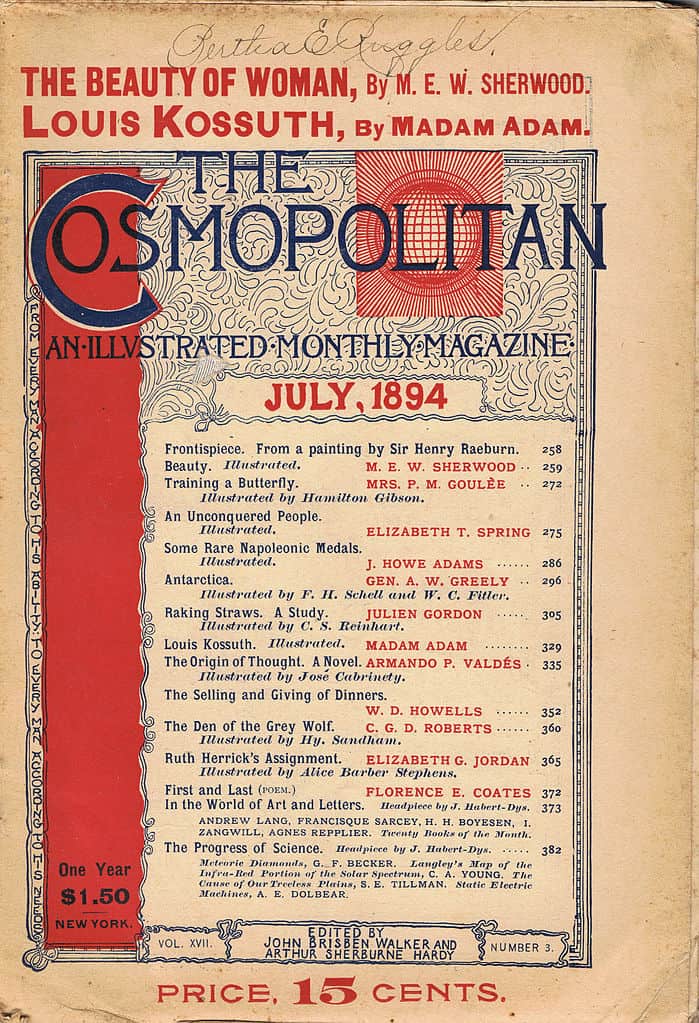 Bertha E Ruggles.
THE BEAUTY OF WOMAN, By M. E. W. SHERWOOD.
LOUIS KOSSUTH, By MADAM ADAM.
THE
COSMOPOLITAN
AN·ILLVSTRATED·MONTHLY·MAGAZINE·
JULY, 1894
FROM EVERY MAN ACCORDING TO HIS ABILITY: TO EVERY MAN ACCORDING TO HIS NEEDS
Frontispiece. From a painting by Sir Henry Raeburn. 258
Beauty. Illustrated. M. E. W. SHERWOOD ·· 259
Training a Butterfly. MRS. P. M. GOULÈE ·· 272
Illustrated by Hamilton Gibson.
An Unconquered People.
Illustrated. ELIZABETH T. SPRING 275
Some Rare Napoleonic Medals.
Illustrated. J. HOWE ADAMS ······ 286
Antarctica. GEN. A. W. GREELY ·· 296
Illustrated by F. H. Schell and W. C. Fitler.
Raking Straws. A Study. JULIEN GORDON ····· 305
Illustrated by C. S. Reinhart.
Louis Kossuth. Illustrated. MADAM ADAM ········ 329
The Origin of Thought. A Novel. ARMANDO P. VALDÉS · 335
Illustrated by José Cabrinety.
The Selling and Giving of Dinners.
W. D. HOWELLS ······ 352
The Den of the Grey Wolf. C. G. D. ROBERTS ····· 360
Illustrated by Hy. Sandham.
Ruth Herrick's Assignment. ELIZABETH G. JORDAN 365
Illustrated by Alice Barber Stephens.
First and Last (POEM.) FLORENCE E. COATES 372
In the World of Art and Letters. Headpiece by J. Habert-Dys. 373
ANDREW LANG, FRANCISQUE SARCEY, H. H. BOYESEN, I.
ZANGWILL, AGNES REPPLIER. Twenty Books of the Month.
The Progress of Science. Headpiece by J. Habert-Dys. ····· 382
Meteoric Diamonds, G. F. BECKER. Langley's Map of the
Infra-Red Portion of the Solar Spectrum, C. A. YOUNG. The
Cause of Our Treeless Plains, S. E. TILLMAN. Static Electric
Machines, A. E. DOLBEAR.
One Year
$1.50
NEW YORK.
VOL. XVII.
EDITED BY
JOHN BRISBEN WALKER AND
ARTHUR SHERBURNE HARDY
NUMBER 3.
PRICE, 15 CENTS.